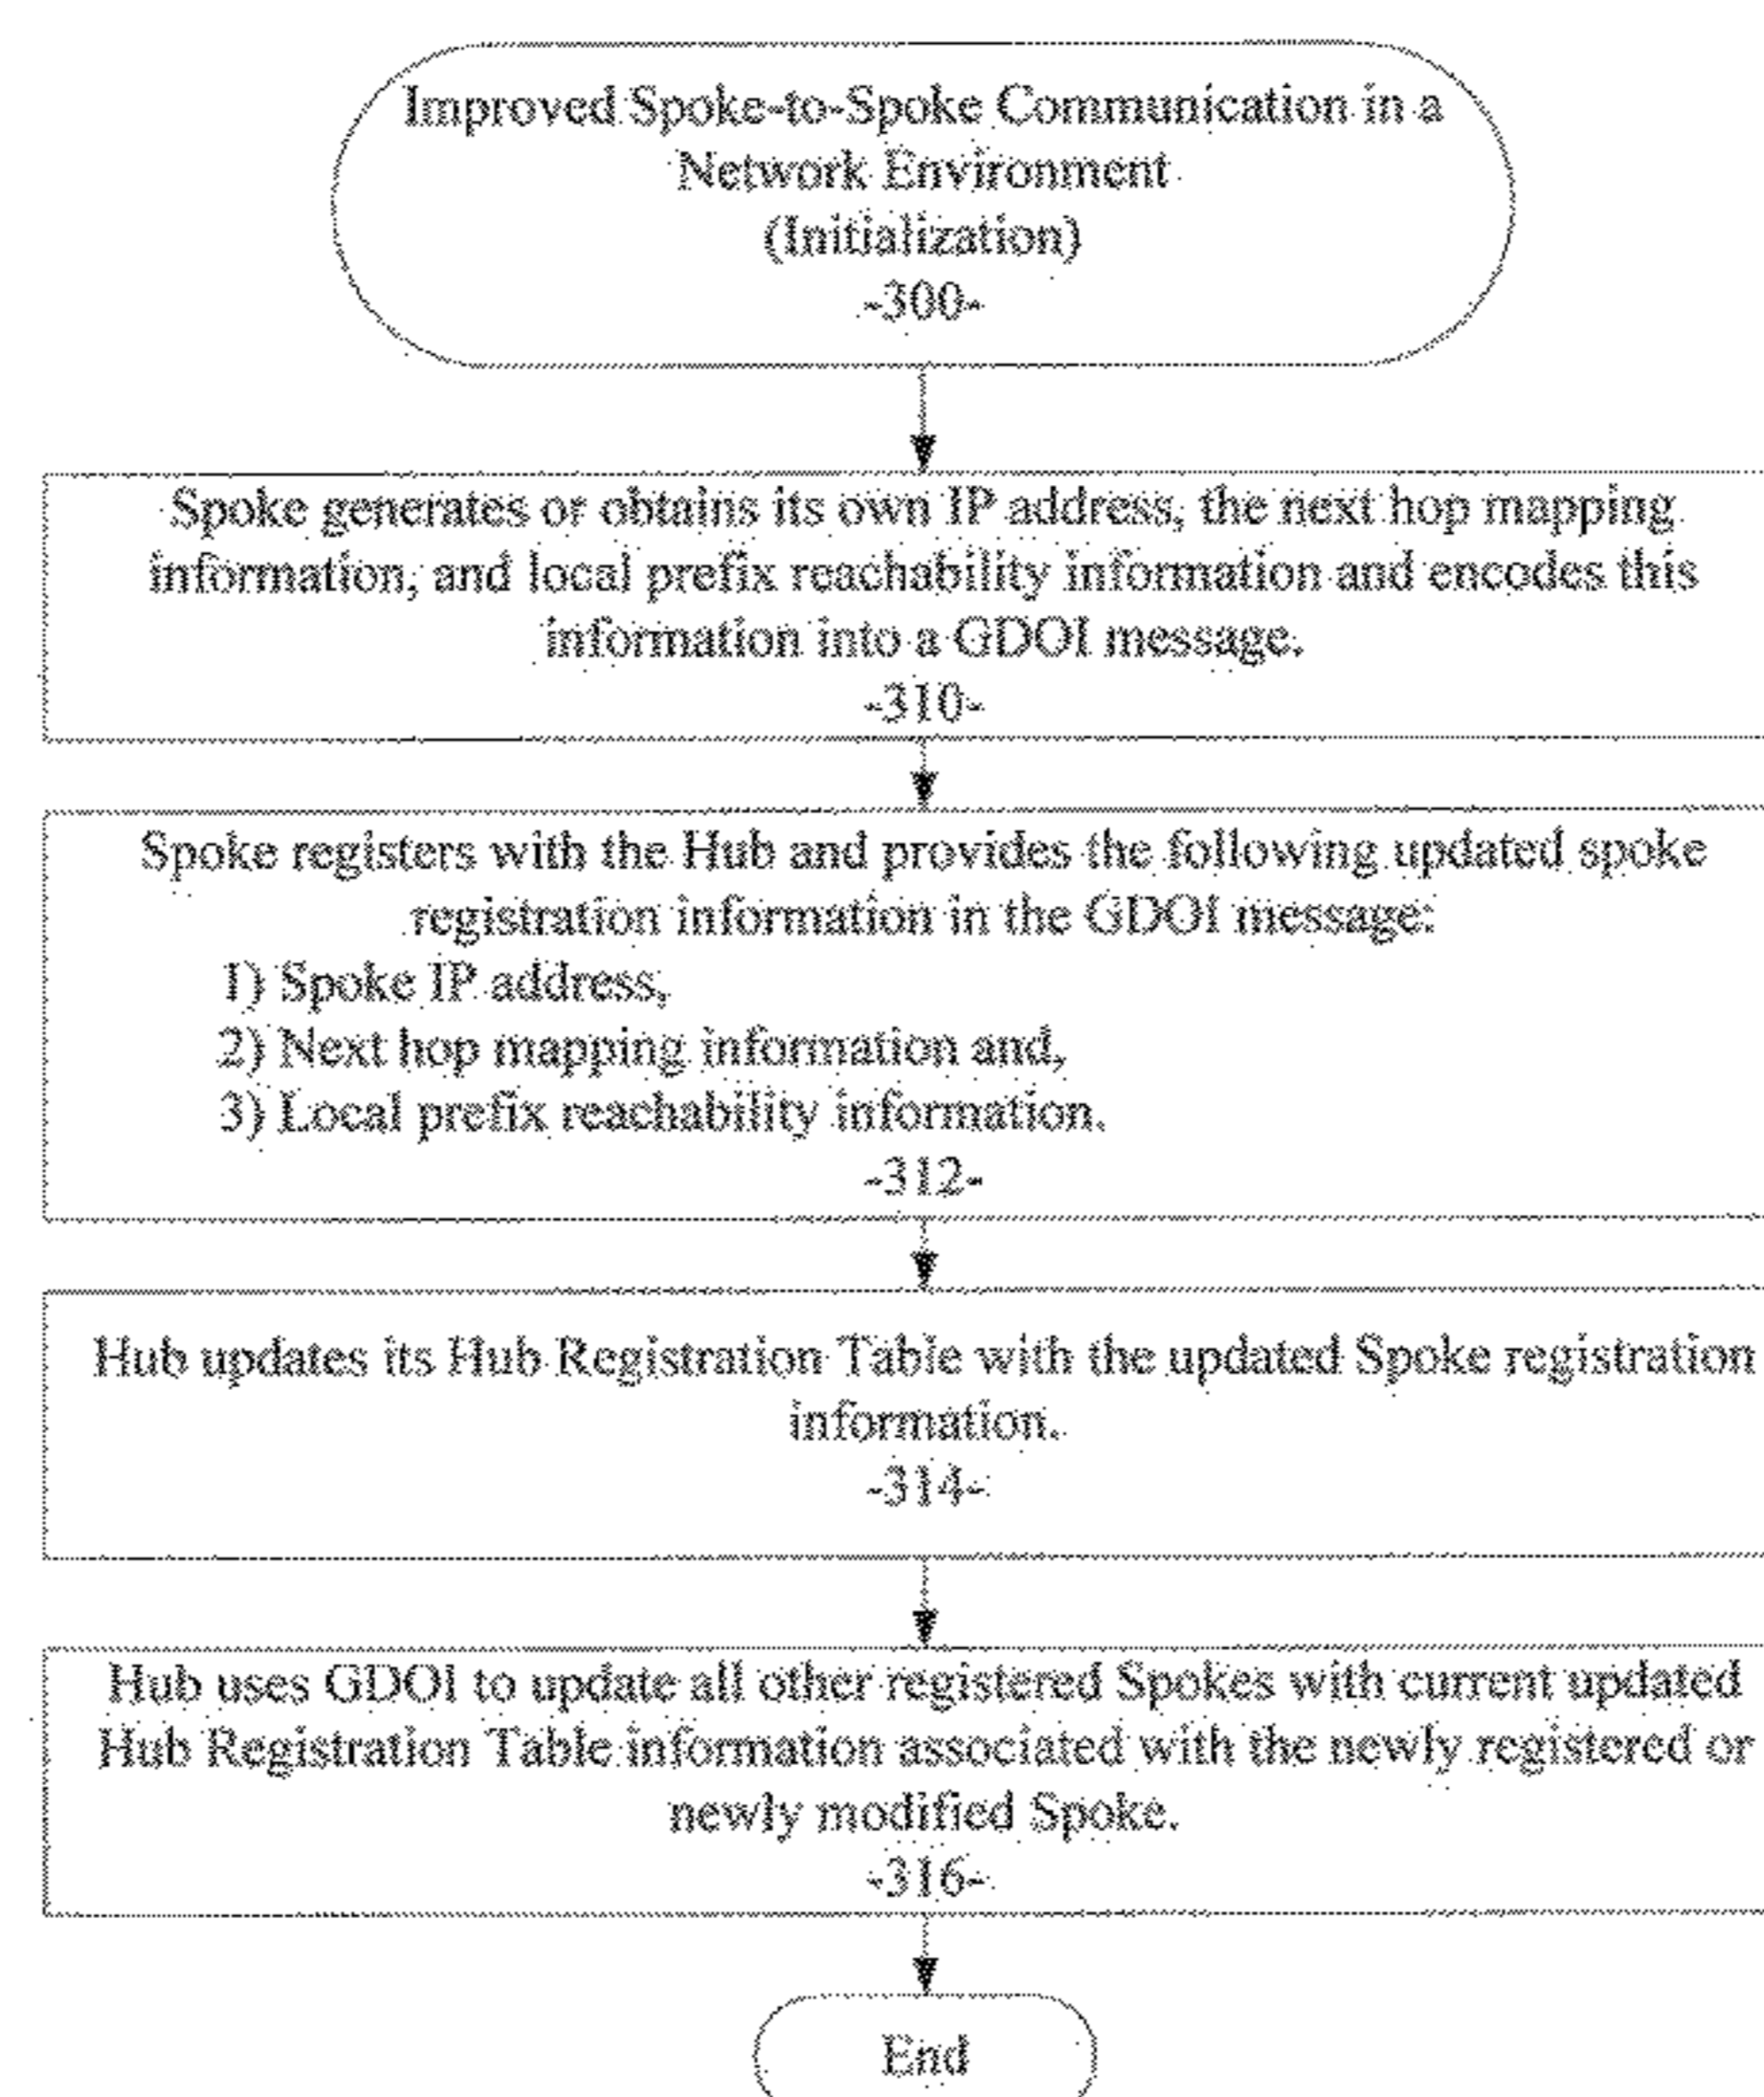 Improved Spoke-to-Spoke Communication in a
Network Environment
(Initialization)
-300-
Spoke generates or obtains its own IP address, the next hop mapping
information, and local prefix reachability information and encodes this
information into a GDOI message.
-310-
Spoke registers with the Hub and provides the following updated spoke
registration information in the GDOI message:
1) Spoke IP address,
2) Next hop mapping information and,
3) Local prefix reachability information.
-312-
Hub updates its Hub Registration Table with the updated Spoke registration
information.
-314-
Hub uses GDOI to update all other registered Spokes with current updated
Hub Registration Table information associated with the newly registered or
newly modified Spoke.
-316-
End